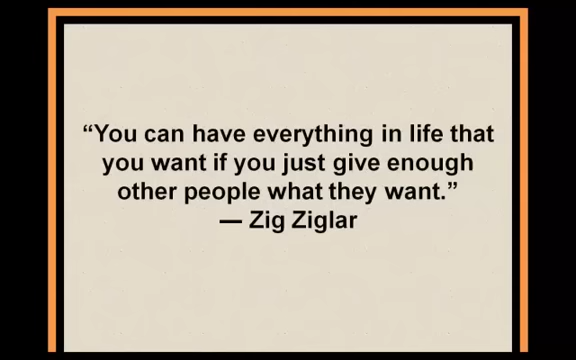 “You can have everything in life that
you want if you just give enough
other people what they want.”
— Zig Ziglar